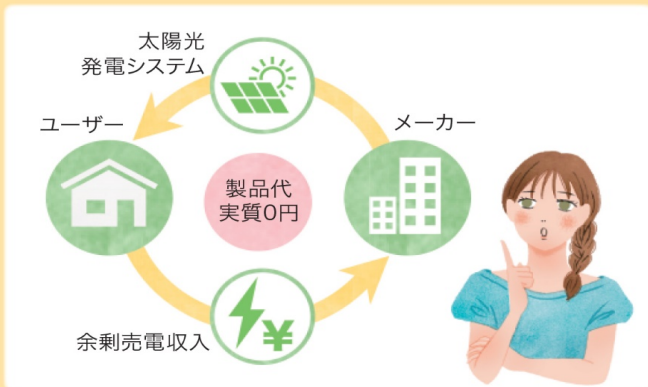 太陽光
発電システム
ユーザー
メーカー
製品代
実質0円
余剰売電収入
¥